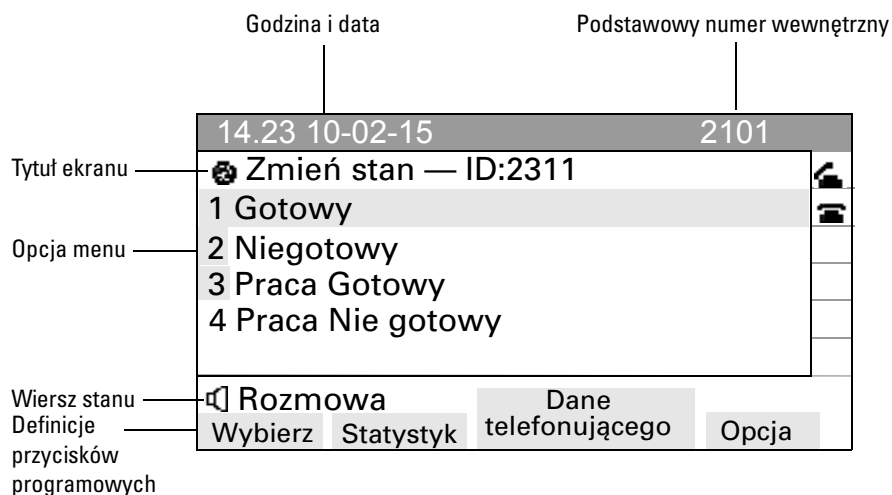 Godzina i data
Podstawowy numer wewnętrzny
14.23 10-02-15 2101
Tytuł ekranu
Zmień stan — ID:2311
1 Gotowy
Opcja menu
2 Niegotowy
3 Praca Gotowy
4 Praca Nie gotowy
Wiersz stanu
Rozmowa
Definicje
przycisków
programowych
Wybierz
Statystyk
Dane
telefonującego
Opcja